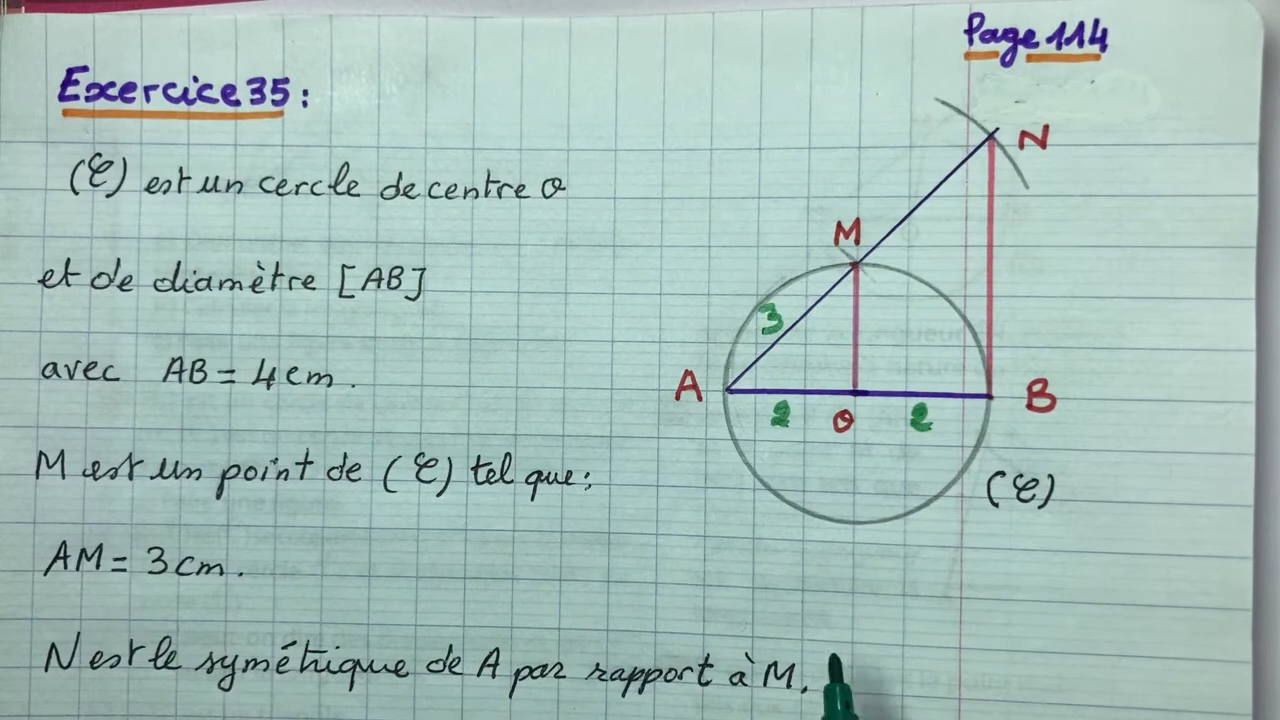 Page 114
Exercice 35 :
(C) est un cercle de centre O
et de diamètre [AB]
avec AB = 4 cm.
M est un point de (C) tel que :
AM = 3 cm.
N est le symétrique de A par rapport à M.
N
M
3
A
2
O
2
B
(C)